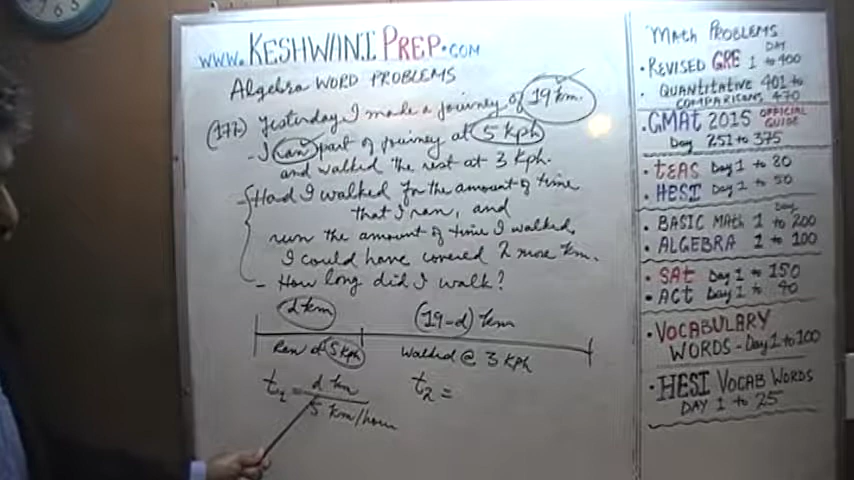 WWW.KESHWANIPREP.COM
Algebra WORD PROBLEMS
(177) Yesterday I made a journey of 19 km.
- I ran part of journey at 5 kph
and walked the rest at 3 kph.
- Had I walked for the amount of time
that I ran, and
run the amount of time I walked,
I could have covered 2 more km.
- How long did I walk?
d km (19-d) km
Ran at 5 kph Walked @ 3 kph
t1 = d km t2 =
5 km/hour
Math PROBLEMS
DAY
• REVISED GRE 1 to 400
• QUANTITATIVE 401 to
COMPARISONS 470
• GMAT 2015 OFFICIAL GUIDE
Day 251 to 375
• TEAS Day 1 to 80
• HESI Day 1 to 50
DAY
• BASIC Math 1 to 200
• ALGEBRA 1 to 100
• SAt Day 1 to 150
• ACt Day 1 to 90
• VOCABULARY
WORDS - Day 1 to 100
• HESI VOCAB WORDS
DAY 1 to 25